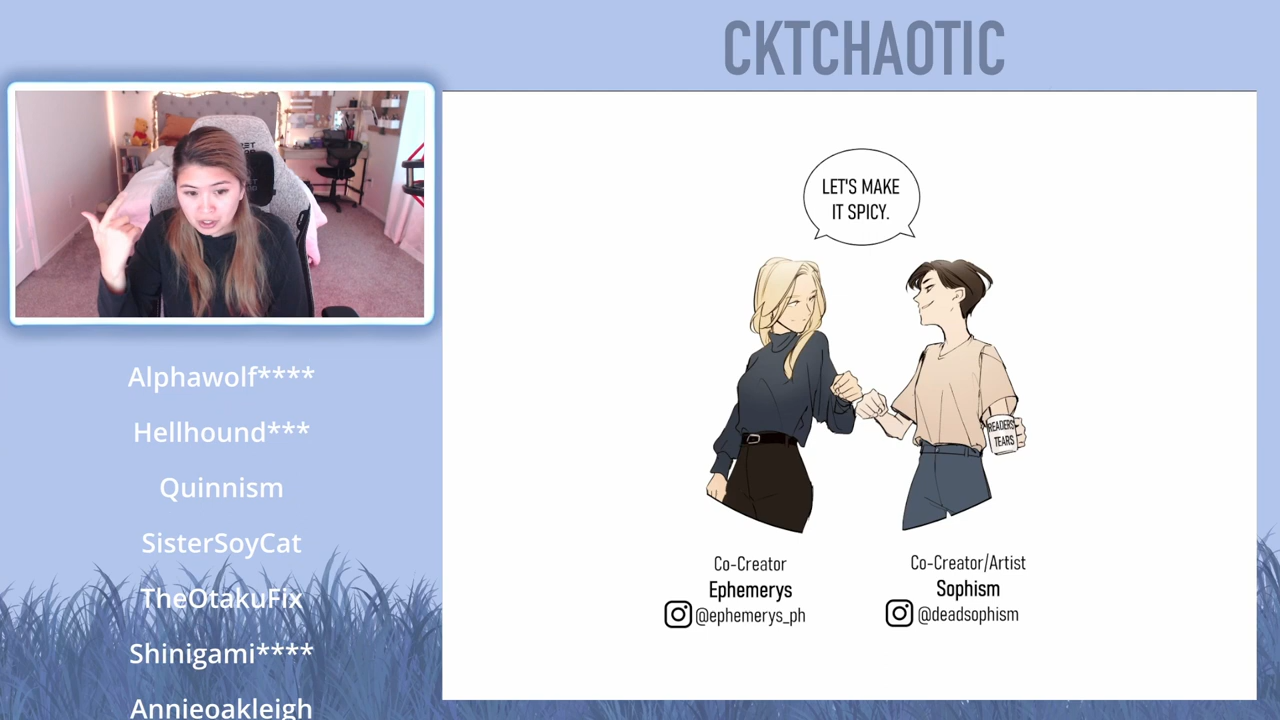 CKTCHAOTIC
LET'S MAKE
IT SPICY.
READERS
TEARS
Co-Creator
Ephemerys
@ephemerys_ph
Co-Creator/Artist
Sophism
@deadsophism
Alphawolf****
Hellhound***
Quinnism
SisterSoyCat
TheOtakuFix
Shinigami****
Annieoakleigh